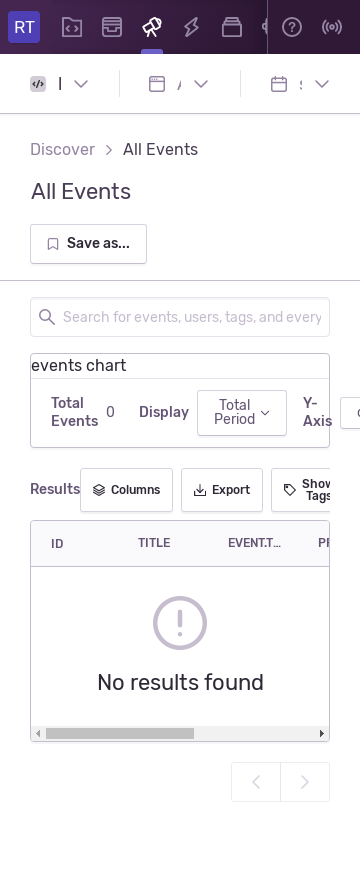 RT
Discover > All Events
All Events
Save as...
Search for events, users, tags, and every
events chart
Total Events 0 Display Total Period Y-Axis
Results Columns Export Show Tags
ID TITLE EVENT.T...
No results found